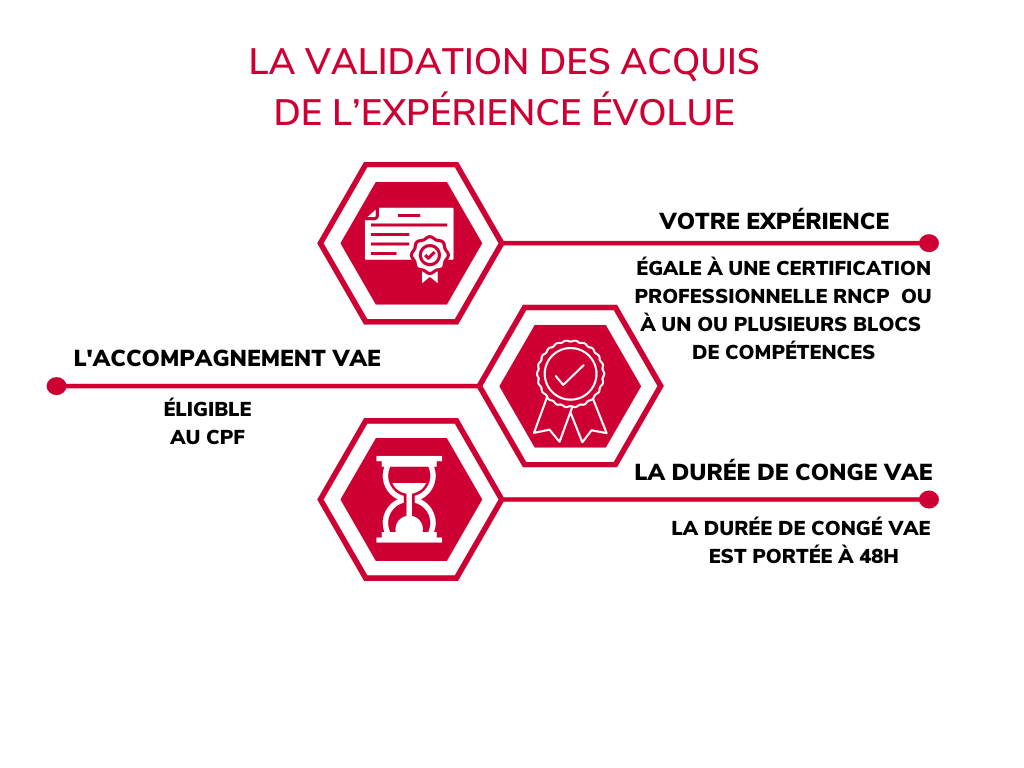 LA VALIDATION DES ACQUIS
DE L’EXPÉRIENCE ÉVOLUE
VOTRE EXPÉRIENCE
ÉGALE À UNE CERTIFICATION
PROFESSIONNELLE RNCP OU
À UN OU PLUSIEURS BLOCS
DE COMPÉTENCES
L'ACCOMPAGNEMENT VAE
ÉLIGIBLE
AU CPF
LA DURÉE DE CONGE VAE
LA DURÉE DE CONGÉ VAE
EST PORTÉE À 48H